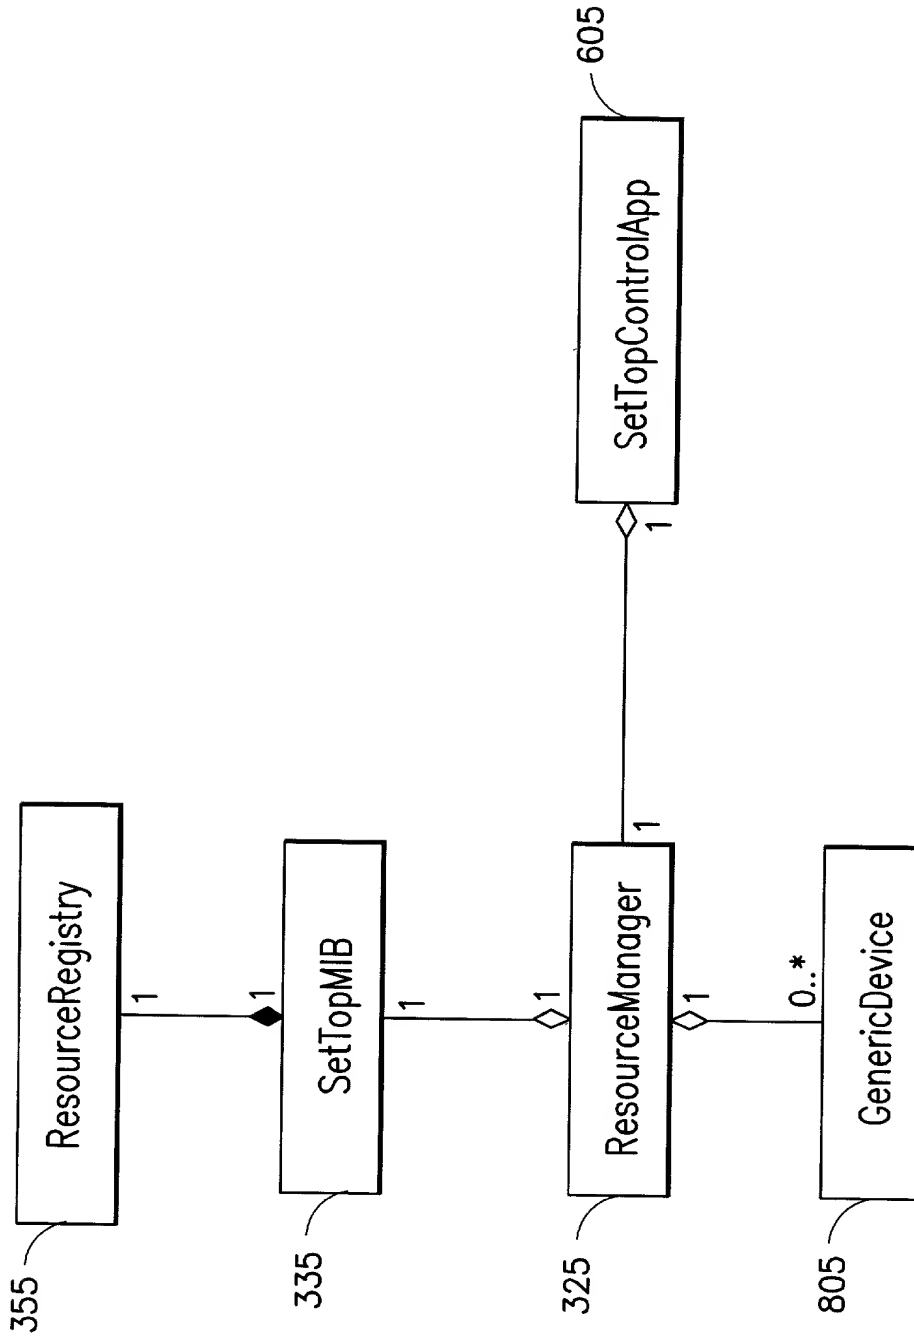 355
ResourceRegistry
1
1
335
SetTopMIB
1
1
325
ResourceManager
1
1
1
SetTopControlApp
605
0..*
805
GenericDevice